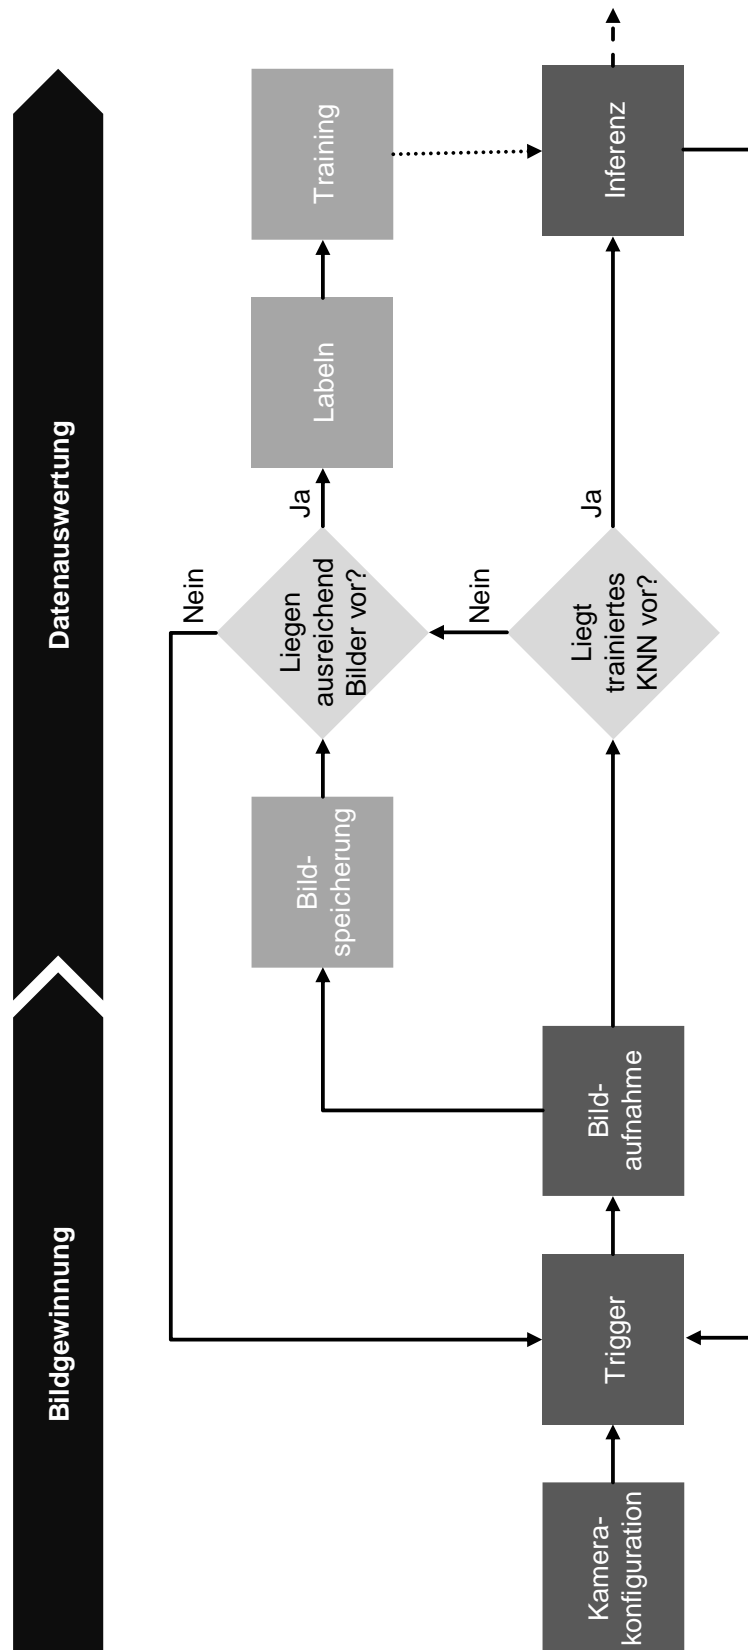 Bildgewinnung
Datenauswertung
Nein
Liegen
ausreichend
Bilder vor?
Ja
Labeln
Training
Bild-
speicherung
Nein
Kamera-
konfiguration
Trigger
Bild-
aufnahme
Liegt
trainiertes
KNN vor?
Ja
Inferenz